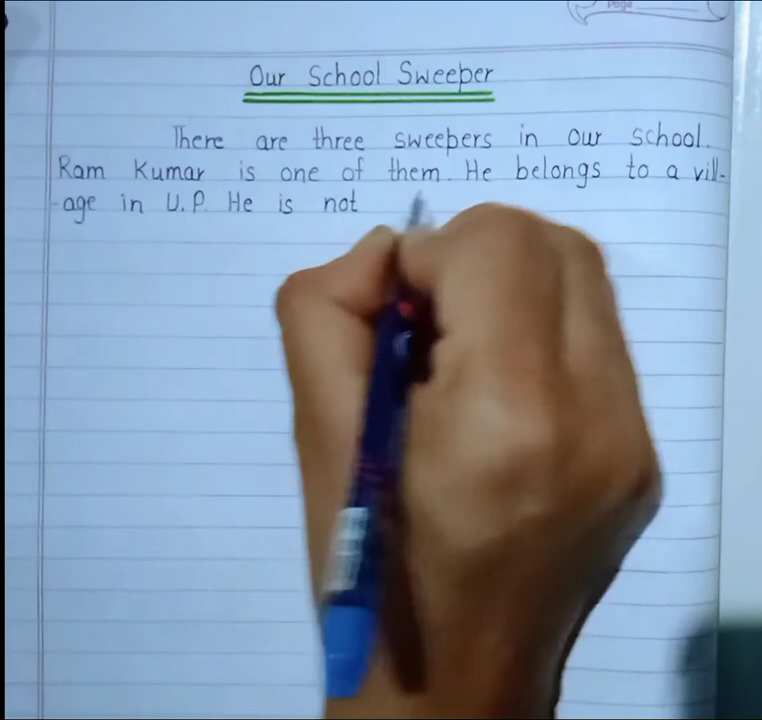 Page
Our School Sweeper
There are three sweepers in our school.
Ram Kumar is one of them. He belongs to a vill-
-age in U.P. He is not